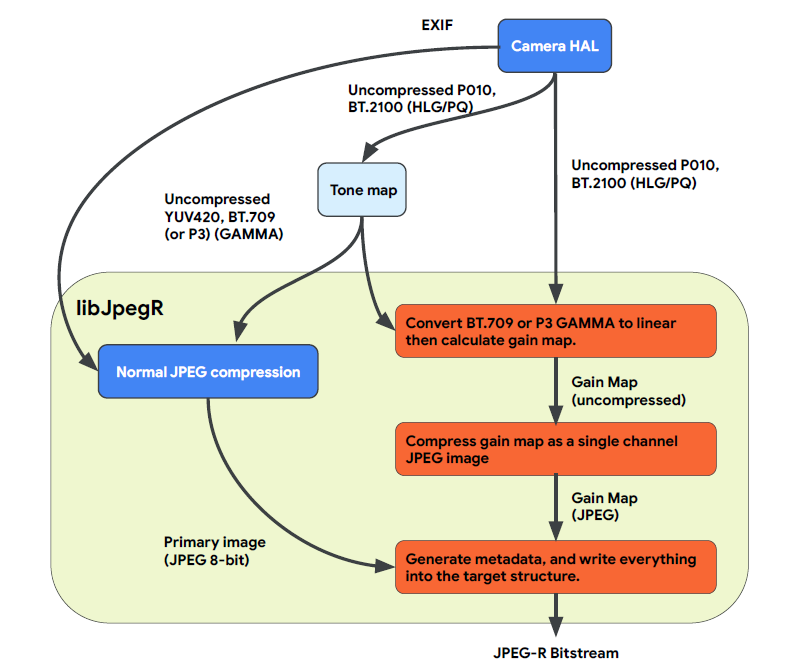 EXIF
Camera HAL
Uncompressed P010,
BT.2100 (HLG/PQ)
Uncompressed P010,
BT.2100 (HLG/PQ)
Tone map
Uncompressed
YUV420, BT.709
(or P3) (GAMMA)
libJpegR
Convert BT.709 or P3 GAMMA to linear
then calculate gain map.
Normal JPEG compression
Gain Map
(uncompressed)
Compress gain map as a single channel
JPEG image
Gain Map
(JPEG)
Primary image
(JPEG 8-bit)
Generate metadata, and write everything
into the target structure.
JPEG-R Bitstream